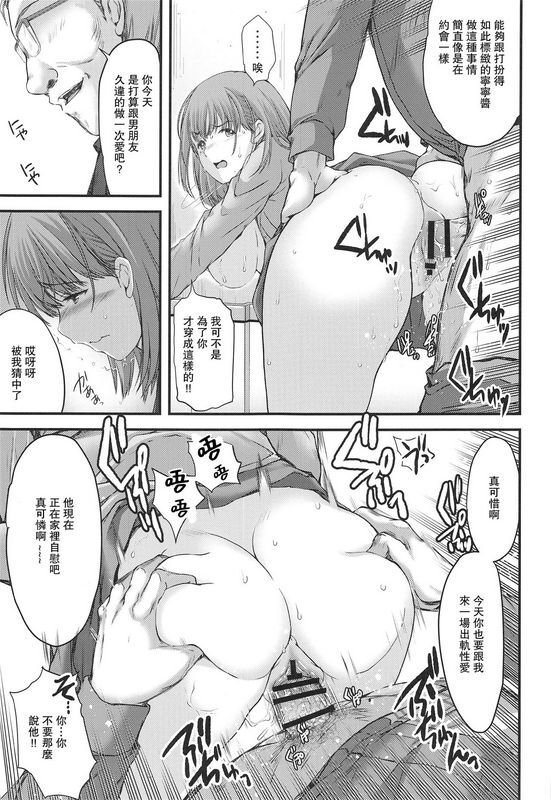 能夠跟打扮得
如此標緻的寧寧醬
做這種事情
簡直像是在
約會一樣
……
唉
我可不是
為了你
才穿成這樣的
你今天
是打算跟男朋友
久違的做
一次愛吧？
哎呀呀
被我猜中了
かぁぁっ
真可惜啊
今天你也要跟我
來一場出軌性愛
唔
唔
唔
唔
他現在
正在家裡自慰吧
真可憐啊
~~~
你…你
不要那麼
說他!!